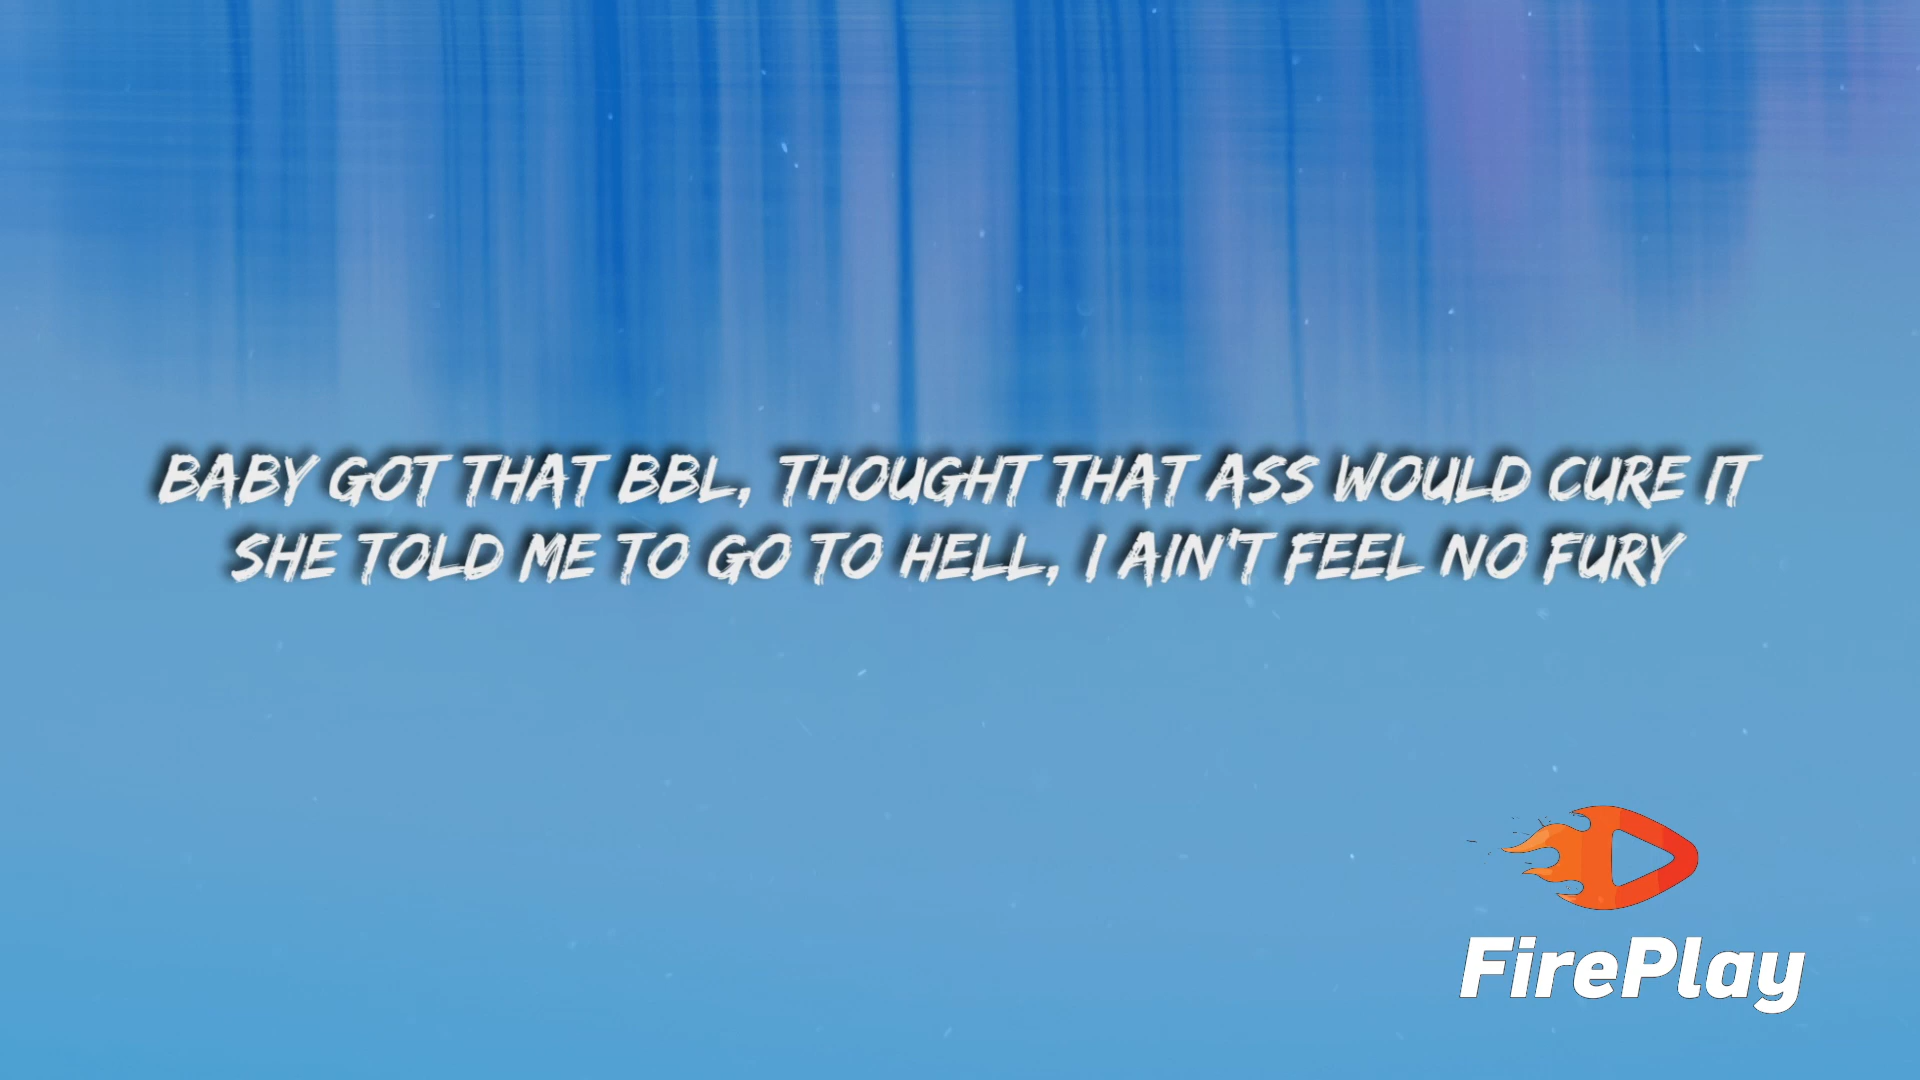 BABY GOT THAT BBL, THOUGHT THAT ASS WOULD CURE IT
SHE TOLD ME TO GO TO HELL, I AIN'T FEEL NO FURY
FirePlay